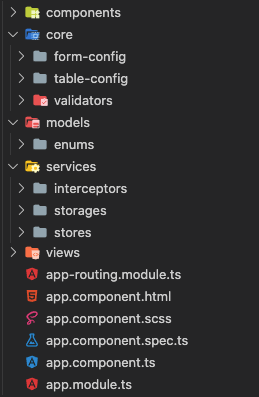 components
core
form-config
table-config
validators
models
enums
services
interceptors
storages
stores
views
app-routing.module.ts
app.component.html
app.component.scss
app.component.spec.ts
app.component.ts
app.module.ts